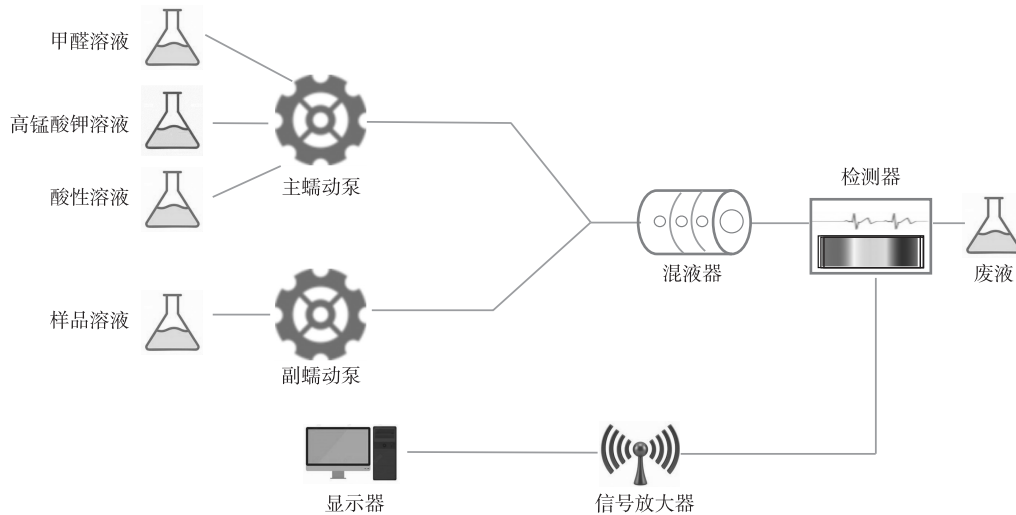 甲醛溶液
高锰酸钾溶液
酸性溶液
主蠕动泵
样品溶液
副蠕动泵
混液器
检测器
废液
显示器
信号放大器